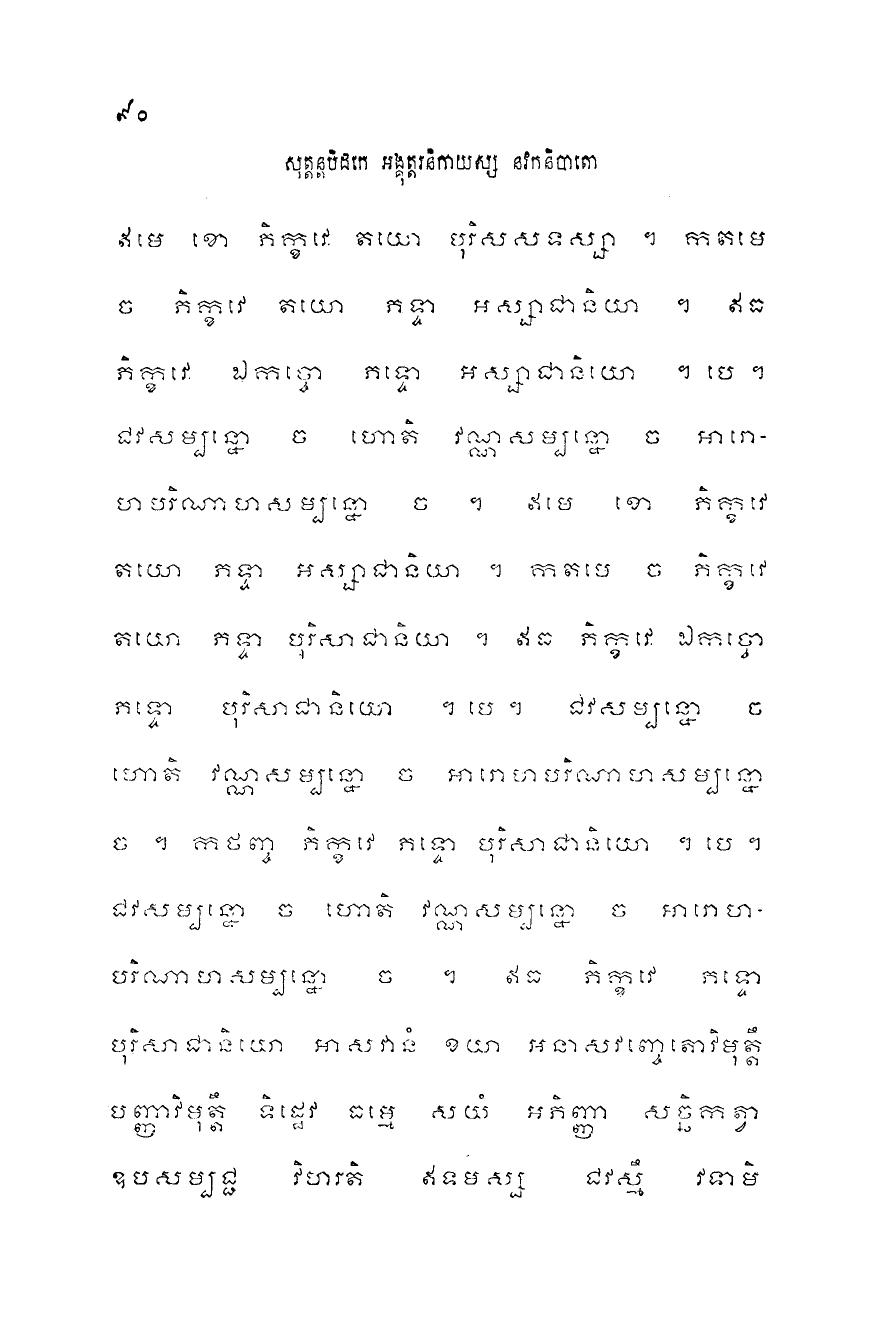 ៩០
សុត្តន្តបិដកេ អង្គុត្តរនិកាយស្ស នវកនិបាតោ
ឥមេ ខោ ភិក្ខវេ តយោ បុរិសសទស្សា ។ កតមេ
ច ភិក្ខវេ តយោ ភទ្ទា អស្សាជានិយា ។ ឥធ
ភិក្ខវេ ឯកច្ចោ ភទ្ទោ អស្សាជានិយោ ។ បេ ។
ជវសម្បន្នោ ច ហោតិ វណ្ណសម្បន្នោ ច អារោ-
ហបរិណាហសម្បន្នោ ច ។ ឥមេ ខោ ភិក្ខវេ
តយោ ភទ្ទា អស្សាជានិយា ។ កតមេ ច ភិក្ខវេ
តយោ ភទ្ទា បុរិសាជានិយា ។ ឥធ ភិក្ខវេ ឯកច្ចោ
ភទ្ទោ បុរិសាជានិយោ ។ បេ ។ ជវសម្បន្នោ ច
ហោតិ វណ្ណសម្បន្នោ ច អារោហបរិណាហសម្បន្នោ
ច ។ កថញ្ច ភិក្ខវេ ភទ្ទោ បុរិសាជានិយោ ។ បេ ។
ជវសម្បន្នោ ច ហោតិ វណ្ណសម្បន្នោ ច អារោហ-
បរិណាហសម្បន្នោ ច ។ ឥធ ភិក្ខវេ ភទ្ទោ
បុរិសាជានិយោ អាសវានំ ខយា អនាសវញ្ចេតោវិមុត្តឹ
បញ្ញាវិមុត្តឹ ទិដ្ឋេវ ធម្មេ សយំ អភិញ្ញា សច្ឆិកត្វា
ឧបសម្បជ្ជ វិហរតិ ឥទមស្ស ជវស្មឹ វទាមិ